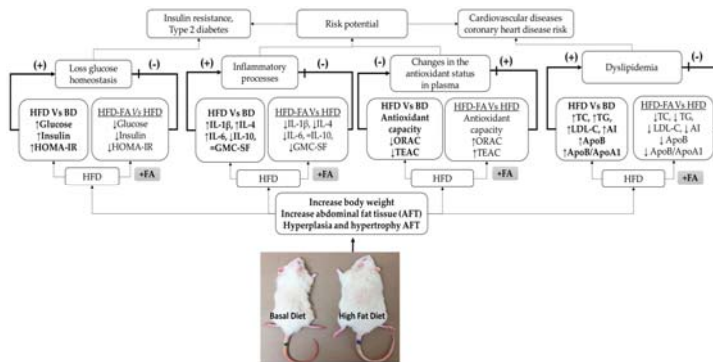 Insulin resistance,
Type 2 diabetes
Risk potential
Cardiovascular diseases
coronary heart disease risk
(+)
Loss glucose
homeostasis
(-)
(+)
Inflammatory
processes
(-)
(-)
Changes in the
antioxidant status
in plasma
(+)
(+)
Dyslipidemia
(-)
HFD Vs BD
↑Glucose
↑Insulin
↑HOMA-IR
HFD-FA Vs HFD
↓Glucose
↓Insulin
↓HOMA-IR
HFD Vs BD
↑IL-1β, ↑IL-4
↑IL-6, ↓IL-10,
=GMC-SF
HFD-FA Vs HFD
↓IL-1β, ↓IL-4
↓IL-6, =IL-10,
↓GMC-SF
HFD Vs BD
Antioxidant
capacity
↓ORAC
↓TEAC
HFD-FA Vs HFD
Antioxidant
capacity
↑ORAC
↑TEAC
HFD Vs BD
↑TC, ↑TG,
↑LDL-C, ↑AI
↑ApoB
↑ApoB/ApoA1
HFD-FA Vs HFD
↓TC, ↓ TG,
↓ LDL-C, ↓ AI
↓ ApoB
↓ ApoB/ApoA1
HFD
+FA
HFD
+FA
HFD
+FA
HFD
+FA
Increase body weight
Increase abdominal fat tissue (AFT)
Hyperplasia and hypertrophy AFT
Basal Diet
High Fat Diet